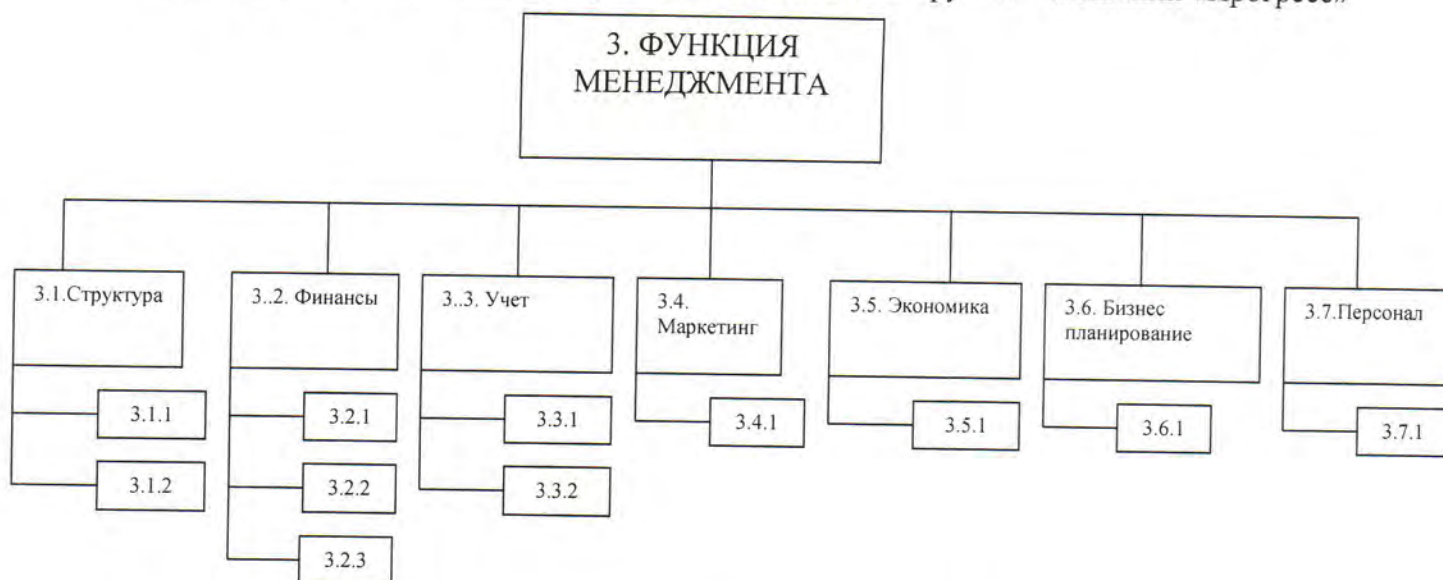 3. ФУНКЦИЯ
МЕНЕДЖМЕНТА
3.1.Структура
3..2. Финансы
3..3. Учет
3.4.
Маркетинг
3.5. Экономика
3.6. Бизнес
планирование
3.7.Персонал
3.1.1
3.2.1
3.3.1
3.4.1
3.5.1
3.6.1
3.7.1
3.1.2
3.2.2
3.3.2
3.2.3